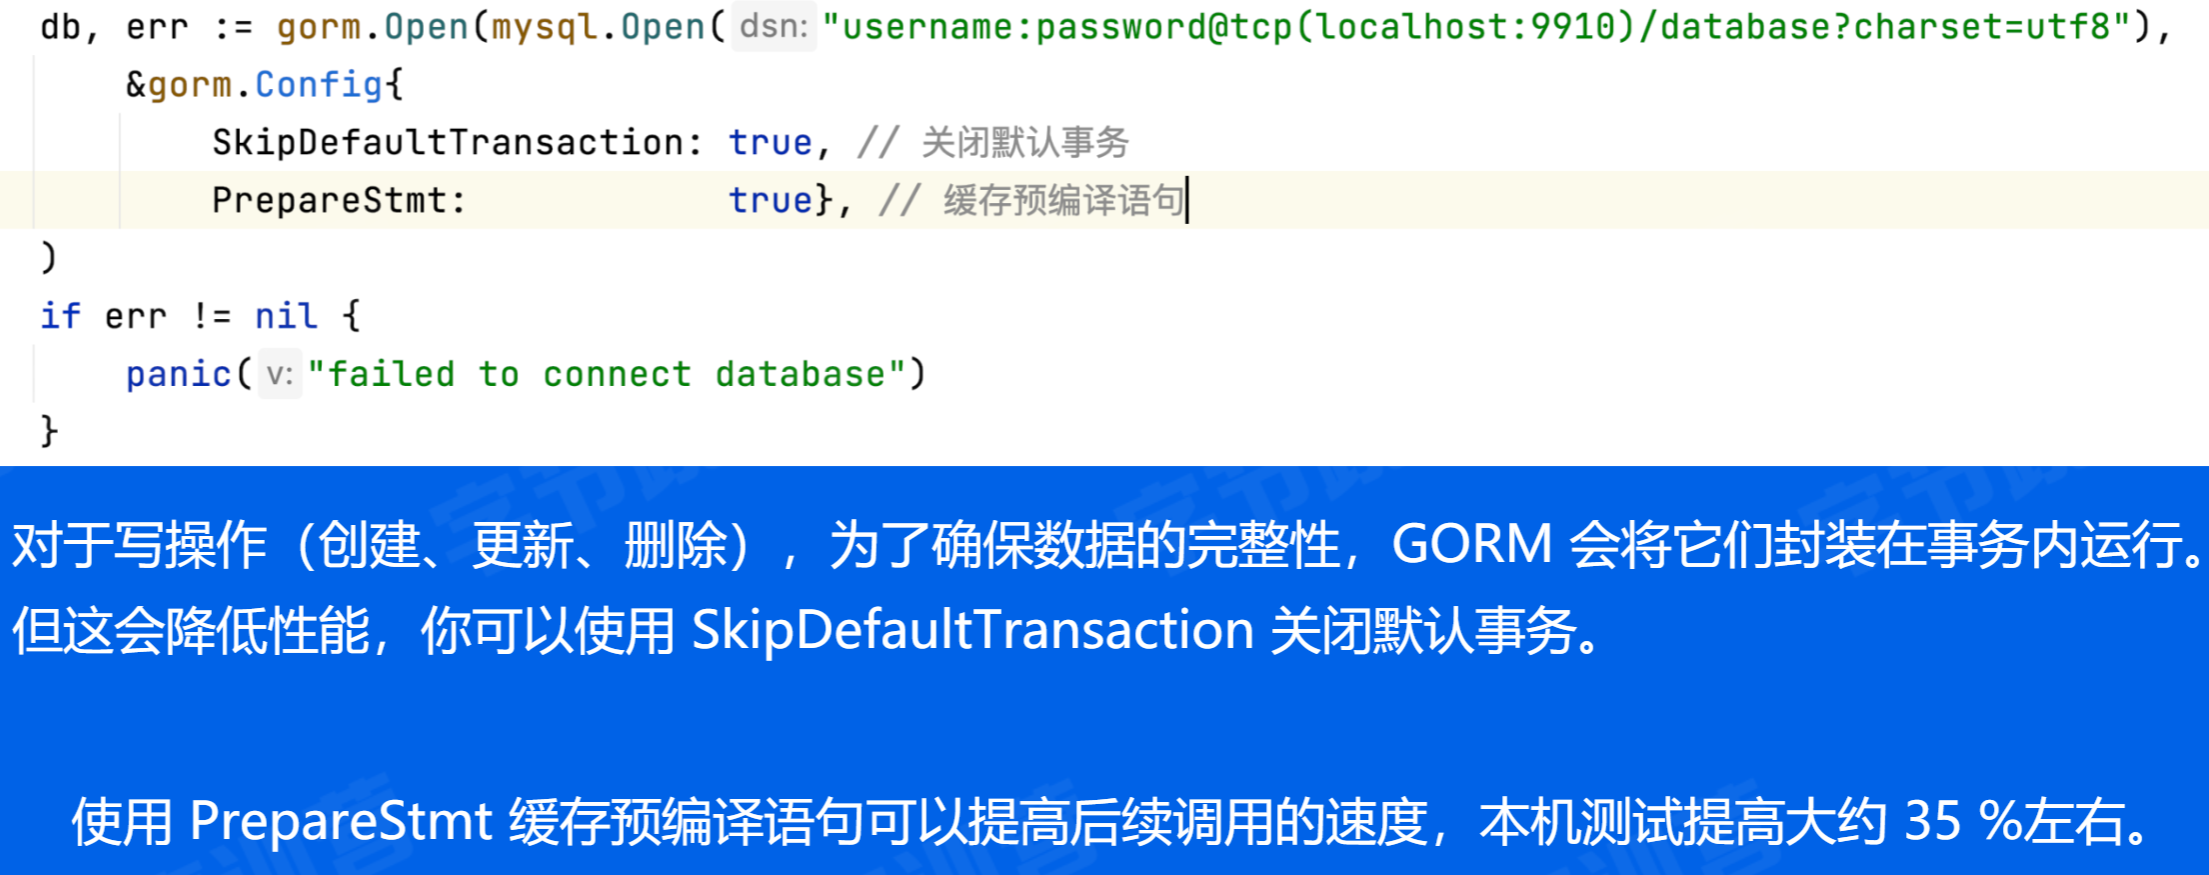 db, err := gorm.Open(mysql.Open( dsn: "username:password@tcp(localhost:9910)/database?charset=utf8"),
&gorm.Config{
SkipDefaultTransaction: true, // 关闭默认事务
PrepareStmt: true}, // 缓存预编译语句
)
if err != nil {
panic( v: "failed to connect database")
}
对于写操作（创建、更新、删除），为了确保数据的完整性，GORM 会将它们封装在事务内运行。
但这会降低性能，你可以使用 SkipDefaultTransaction 关闭默认事务。
使用 PrepareStmt 缓存预编译语句可以提高后续调用的速度，本机测试提高大约 35 %左右。